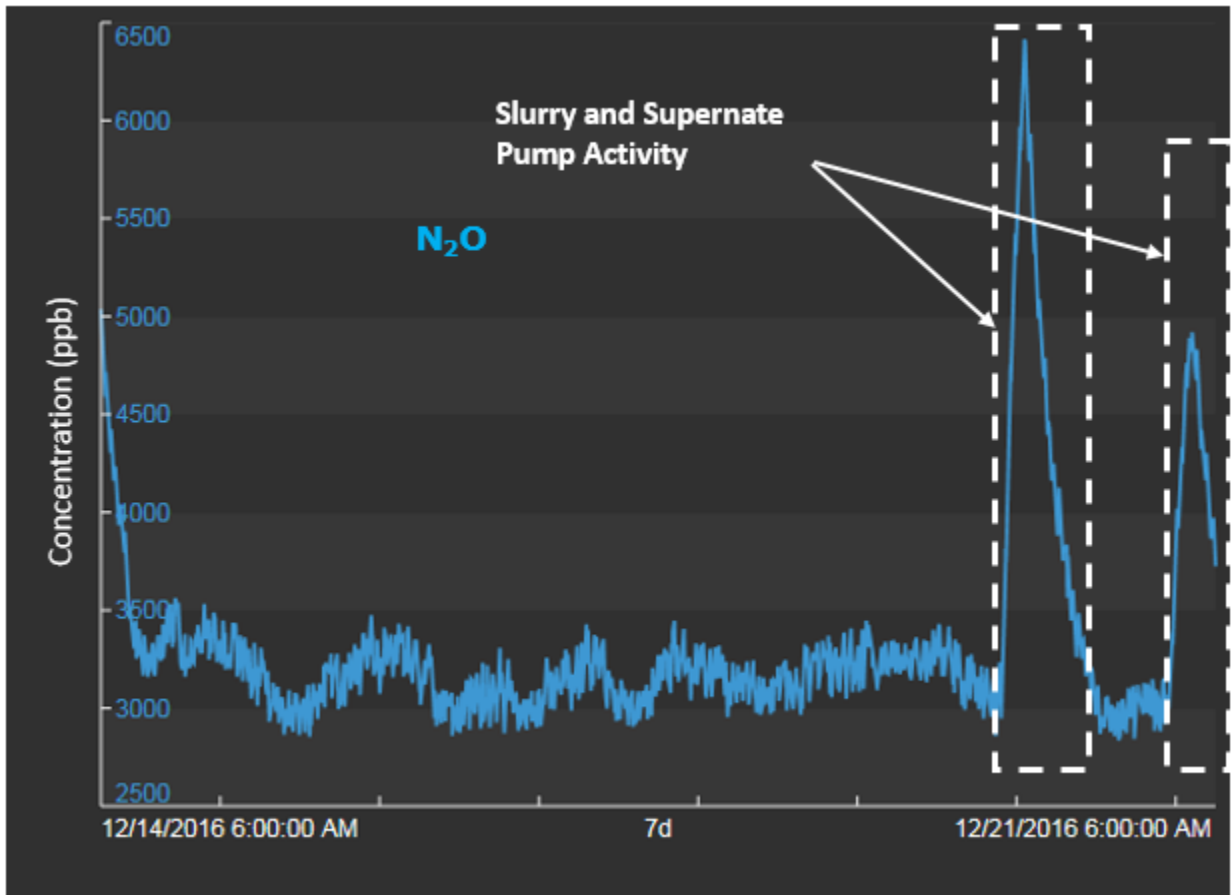 6500
6000
5500
5000
4500
4000
3500
3000
2500
Concentration (ppb)
Slurry and Supernate
Pump Activity
N₂O
12/14/2016 6:00:00 AM
7d
12/21/2016 6:00:00 AM